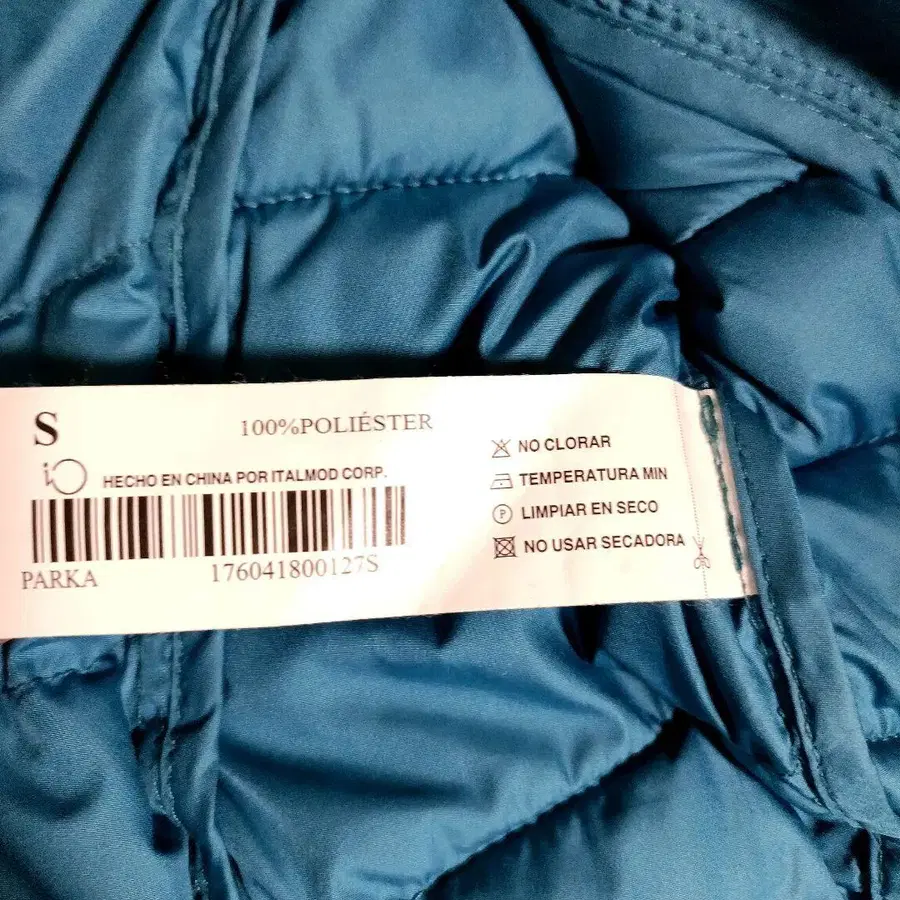 S
100%POLIÉSTER
iO
HECHO EN CHINA POR ITALMOD CORP.
PARKA
176041800127S
NO CLORAR
TEMPERATURA MIN
P LIMPIAR EN SECO
NO USAR SECADORA